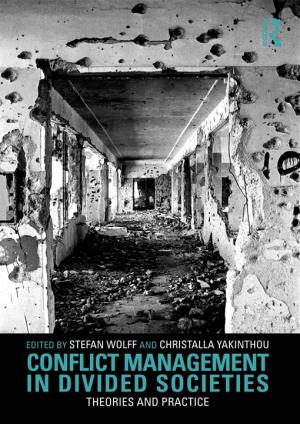 R
EDITED BY STEFAN WOLFF AND CHRISTALLA YAKINTHOU
CONFLICT MANAGEMENT
IN DIVIDED SOCIETIES
THEORIES AND PRACTICE